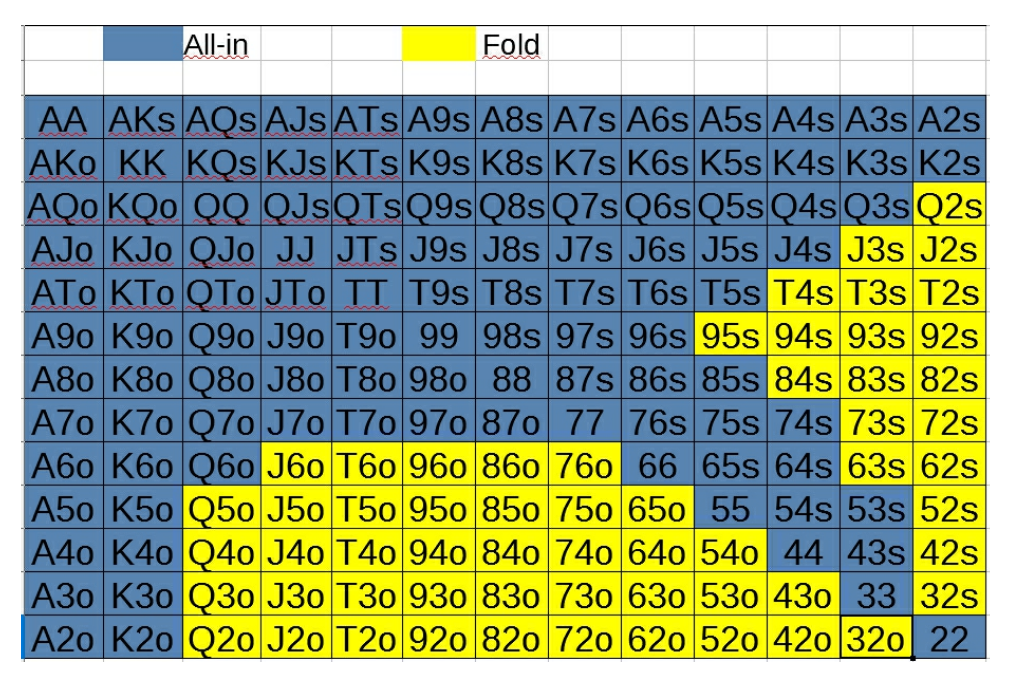 All-in Fold
AA AKs AQs AJs ATs A9s A8s A7s A6s A5s A4s A3s A2s
AKo KK KQs KJs KTs K9s K8s K7s K6s K5s K4s K3s K2s
AQo KQo QQ QJs QTs Q9s Q8s Q7s Q6s Q5s Q4s Q3s Q2s
AJo KJo QJo JJ JTs J9s J8s J7s J6s J5s J4s J3s J2s
ATo KTo QTo JTo TT T9s T8s T7s T6s T5s T4s T3s T2s
A9o K9o Q9o J9o T9o 99 98s 97s 96s 95s 94s 93s 92s
A8o K8o Q8o J8o T8o 98o 88 87s 86s 85s 84s 83s 82s
A7o K7o Q7o J7o T7o 97o 87o 77 76s 75s 74s 73s 72s
A6o K6o Q6o J6o T6o 96o 86o 76o 66 65s 64s 63s 62s
A5o K5o Q5o J5o T5o 95o 85o 75o 65o 55 54s 53s 52s
A4o K4o Q4o J4o T4o 94o 84o 74o 64o 54o 44 43s 42s
A3o K3o Q3o J3o T3o 93o 83o 73o 63o 53o 43o 33 32s
A2o K2o Q2o J2o T2o 92o 82o 72o 62o 52o 42o 32o 22